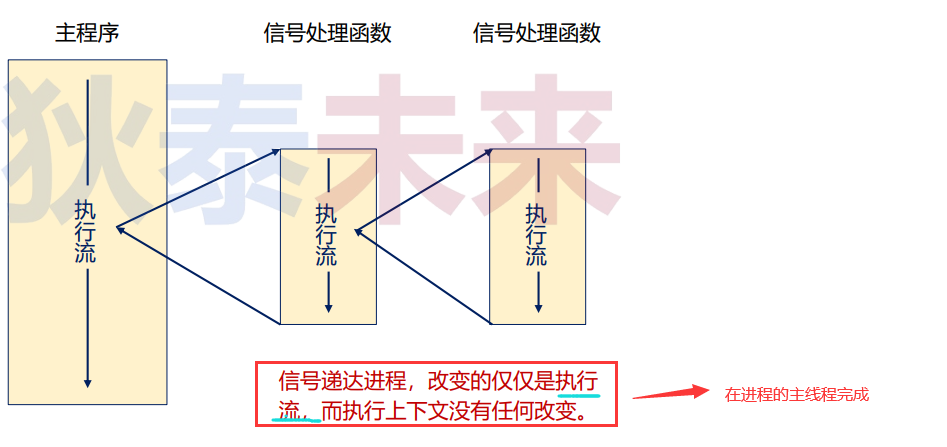 主程序
信号处理函数
信号处理函数
狄泰未来
执行流
执行流
执行流
信号递达进程，改变的仅仅是执行
流，而执行上下文没有任何改变。
在进程的主线程完成